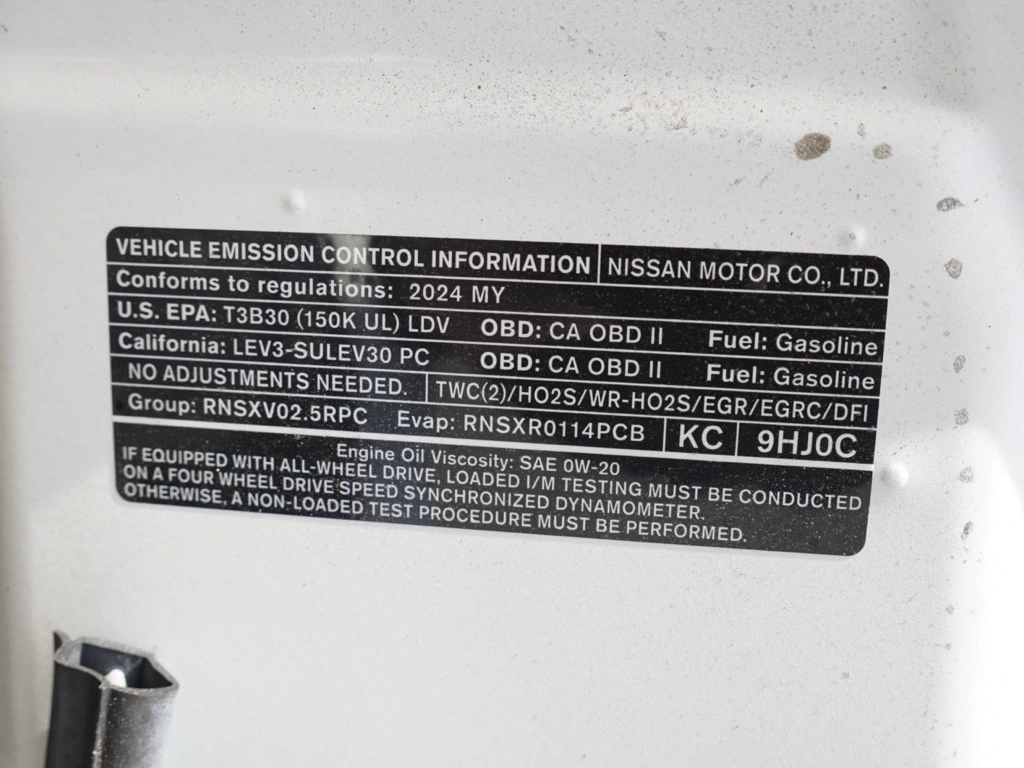 VEHICLE EMISSION CONTROL INFORMATION NISSAN MOTOR CO., LTD.
Conforms to regulations: 2024 MY
U.S. EPA: T3B30 (150K UL) LDV OBD: CA OBD II Fuel: Gasoline
California: LEV3-SULEV30 PC OBD: CA OBD II Fuel: Gasoline
NO ADJUSTMENTS NEEDED. TWC(2)/HO2S/WR-HO2S/EGR/EGRC/DFI
Group: RNSXV02.5RPC Evap: RNSXR0114PCB KC 9HJ0C
Engine Oil Viscosity: SAE 0W-20
IF EQUIPPED WITH ALL-WHEEL DRIVE, LOADED I/M TESTING MUST BE CONDUCTED
ON A FOUR WHEEL DRIVE SPEED SYNCHRONIZED DYNAMOMETER.
OTHERWISE, A NON-LOADED TEST PROCEDURE MUST BE PERFORMED.